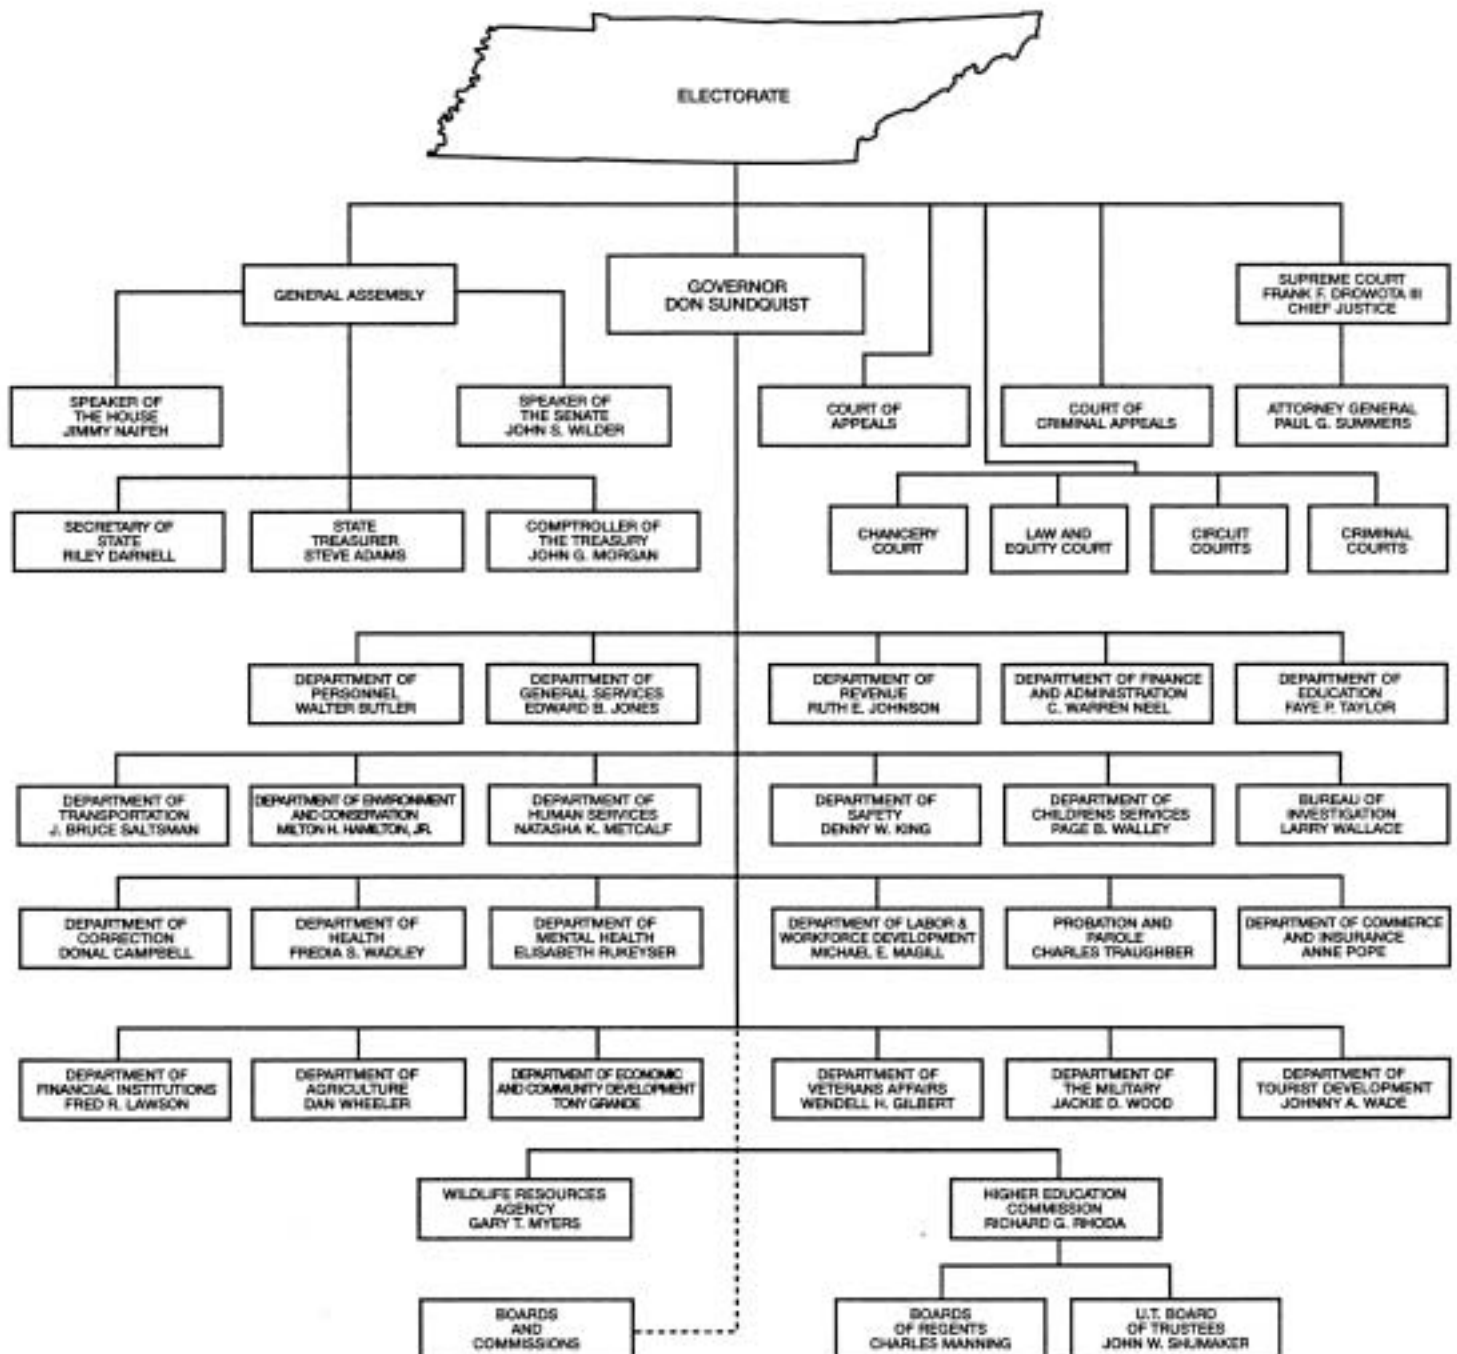 ELECTORATE
GENERAL ASSEMBLY
GOVERNOR
DON SUNDQUIST
SUPREME COURT
FRANK F. DROWOTA III
CHIEF JUSTICE
SPEAKER OF
THE HOUSE
JIMMY NAIFEH
SPEAKER OF
THE SENATE
JOHN S. WILDER
COURT OF
APPEALS
COURT OF
CRIMINAL APPEALS
ATTORNEY GENERAL
PAUL G. SUMMERS
SECRETARY OF
STATE
RILEY DARNELL
STATE
TREASURER
STEVE ADAMS
COMPTROLLER OF
THE TREASURY
JOHN G. MORGAN
CHANCERY
COURT
LAW AND
EQUITY COURT
CIRCUIT
COURTS
CRIMINAL
COURTS
DEPARTMENT OF
PERSONNEL
WALTER BUTLER
DEPARTMENT OF
GENERAL SERVICES
EDWARD B. JONES
DEPARTMENT OF
REVENUE
RUTH E. JOHNSON
DEPARTMENT OF FINANCE
AND ADMINISTRATION
C. WARREN NEEL
DEPARTMENT OF
EDUCATION
FAYE P. TAYLOR
DEPARTMENT OF
TRANSPORTATION
J. BRUCE SALTSMAN
DEPARTMENT OF ENVIRONMENT
AND CONSERVATION
MILTON H. HAMILTON, JR.
DEPARTMENT OF
HUMAN SERVICES
NATASHA K. METCALF
DEPARTMENT OF
SAFETY
DENNY W. KING
DEPARTMENT OF
CHILDRENS SERVICES
PAGE B. WALLEY
BUREAU OF
INVESTIGATION
LARRY WALLACE
DEPARTMENT OF
CORRECTION
DONAL CAMPBELL
DEPARTMENT OF
HEALTH
FREDIA S. WADLEY
DEPARTMENT OF
MENTAL HEALTH
ELISABETH RUKEYSER
DEPARTMENT OF LABOR &
WORKFORCE DEVELOPMENT
MICHAEL E. MAGILL
PROBATION AND
PAROLE
CHARLES TRAUGHBER
DEPARTMENT OF COMMERCE
AND INSURANCE
ANNE POPE
DEPARTMENT OF
FINANCIAL INSTITUTIONS
FRED R. LAWSON
DEPARTMENT OF
AGRICULTURE
DAN WHEELER
DEPARTMENT OF ECONOMIC
AND COMMUNITY DEVELOPMENT
TONY GRANDE
DEPARTMENT OF
VETERANS AFFAIRS
WENDELL H. GILBERT
DEPARTMENT OF
THE MILITARY
JACKIE D. WOOD
DEPARTMENT OF
TOURIST DEVELOPMENT
JOHNNY A. WADE
WILDLIFE RESOURCES
AGENCY
GARY T. MYERS
HIGHER EDUCATION
COMMISSION
RICHARD G. RHODA
BOARDS
AND
COMMISSIONS
BOARDS
OF REGENTS
CHARLES MANNING
U.T. BOARD
OF TRUSTEES
JOHN W. SHUMAKER